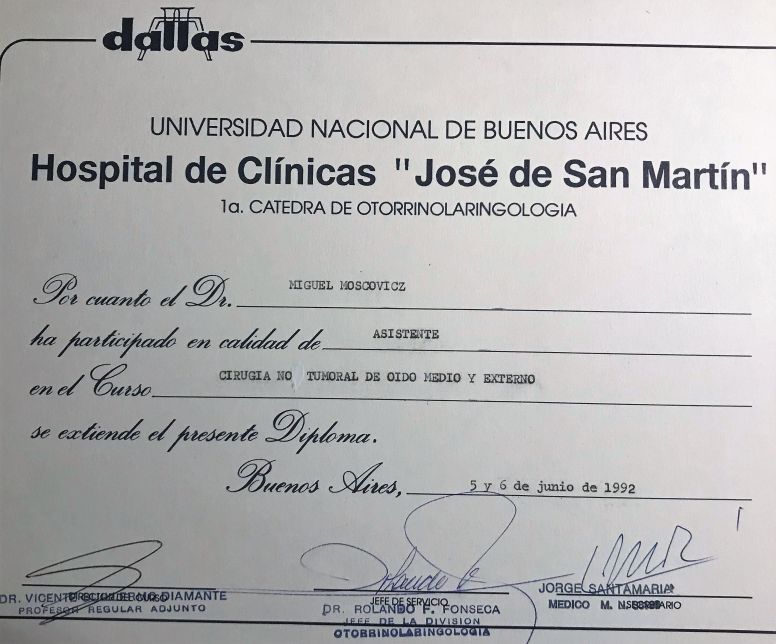 dallas
UNIVERSIDAD NACIONAL DE BUENOS AIRES
Hospital de Clínicas "José de San Martín"
1a. CATEDRA DE OTORRINOLARINGOLOGIA
Por cuanto el Dr. MIGUEL MOSCOVICZ
ha participado en calidad de ASISTENTE
en el Curso CIRUGIA NO TUMORAL DE OIDO MEDIO Y EXTERNO
se extiende el presente Diploma.
Buenos Aires, 5 y 6 de junio de 1992
DR. VICENTE DIAMANTE
PROFESOR REGULAR ADJUNTO
JEFE DE SERVICIO
DR. ROLANDO F. FONSECA
JEFE DE LA DIVISION
OTORRINOLARINGOLOGIA
JORGE SANTAMARIA
MEDICO M. N. SECRETARIO